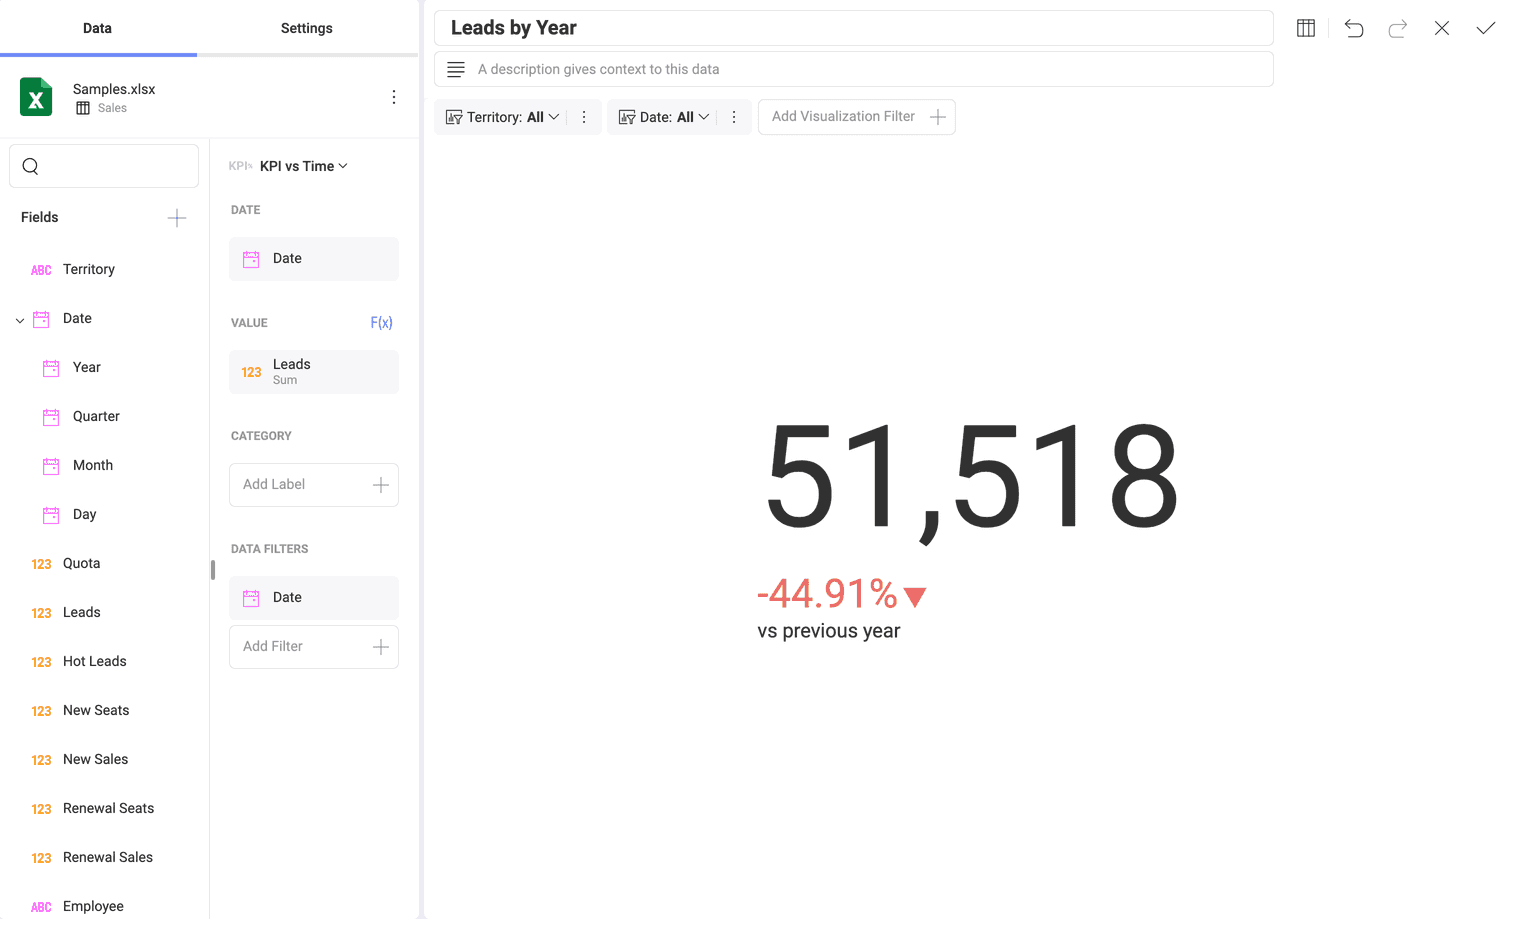 Data
Settings
Samples.xlsx
Sales
Fields
Territory
Date
Year
Quarter
Month
Day
Quota
Leads
Hot Leads
New Seats
New Sales
Renewal Seats
Renewal Sales
Employee
ABC
123
123
123
123
123
123
123
ABC
KPI vs Time
DATE
Date
VALUE
F(x)
123
Leads
Sum
CATEGORY
Add Label
DATA FILTERS
Date
Add Filter
Leads by Year
A description gives context to this data
Territory: All
Date: All
Add Visualization Filter
51,518
-44.91%
vs previous year